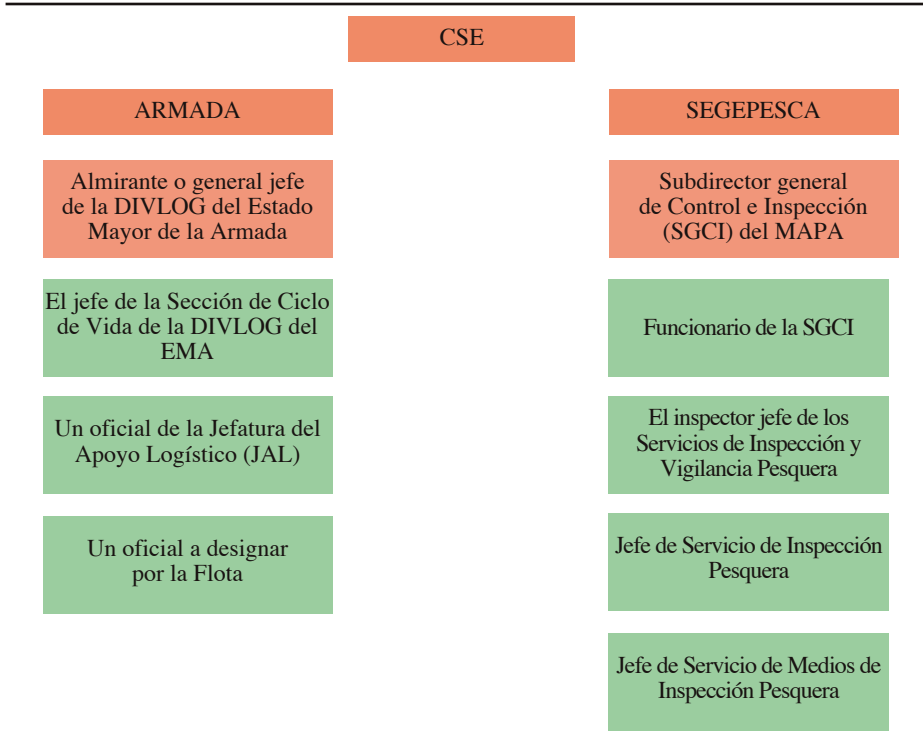 CSE
ARMADA
Almirante o general jefe
de la DIVLOG del Estado
Mayor de la Armada
El jefe de la Sección de Ciclo
de Vida de la DIVLOG del
EMA
Un oficial de la Jefatura del
Apoyo Logístico (JAL)
Un oficial a designar
por la Flota
SEGEPESCA
Subdirector general
de Control e Inspección
(SGCI) del MAPA
Funcionario de la SGCI
El inspector jefe de los
Servicios de Inspección y
Vigilancia Pesquera
Jefe de Servicio de Inspección
Pesquera
Jefe de Servicio de Medios de
Inspección Pesquera